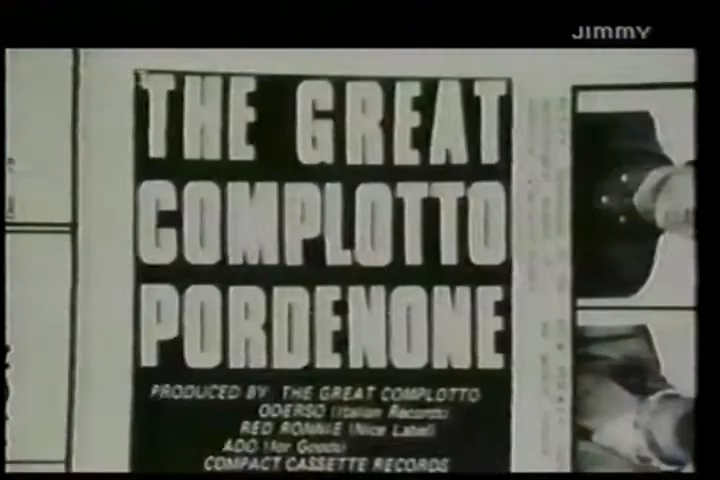 JIMMY
THE GREAT
COMPLOTTO
PORDENONE
PRODUCED BY THE GREAT COMPLOTTO
ODERSO (Italian Records)
RED RONNIE (Nice Label)
ADO (for Goods)
COMPACT CASSETTE RECORDS